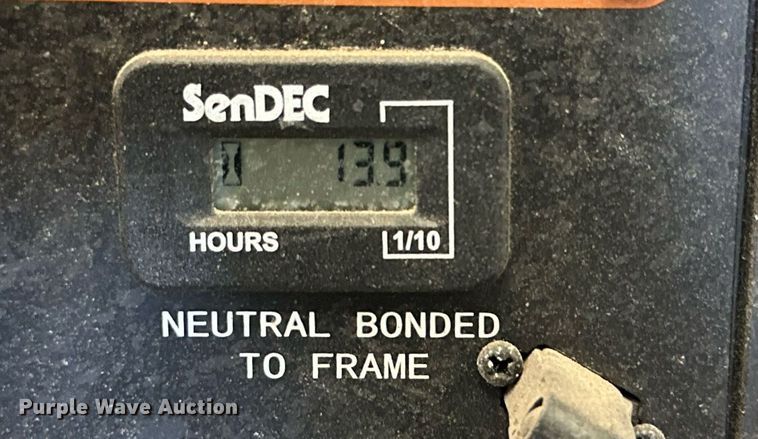 SenDEC
13.9
HOURS 1/10
NEUTRAL BONDED
TO FRAME
Purple Wave Auction